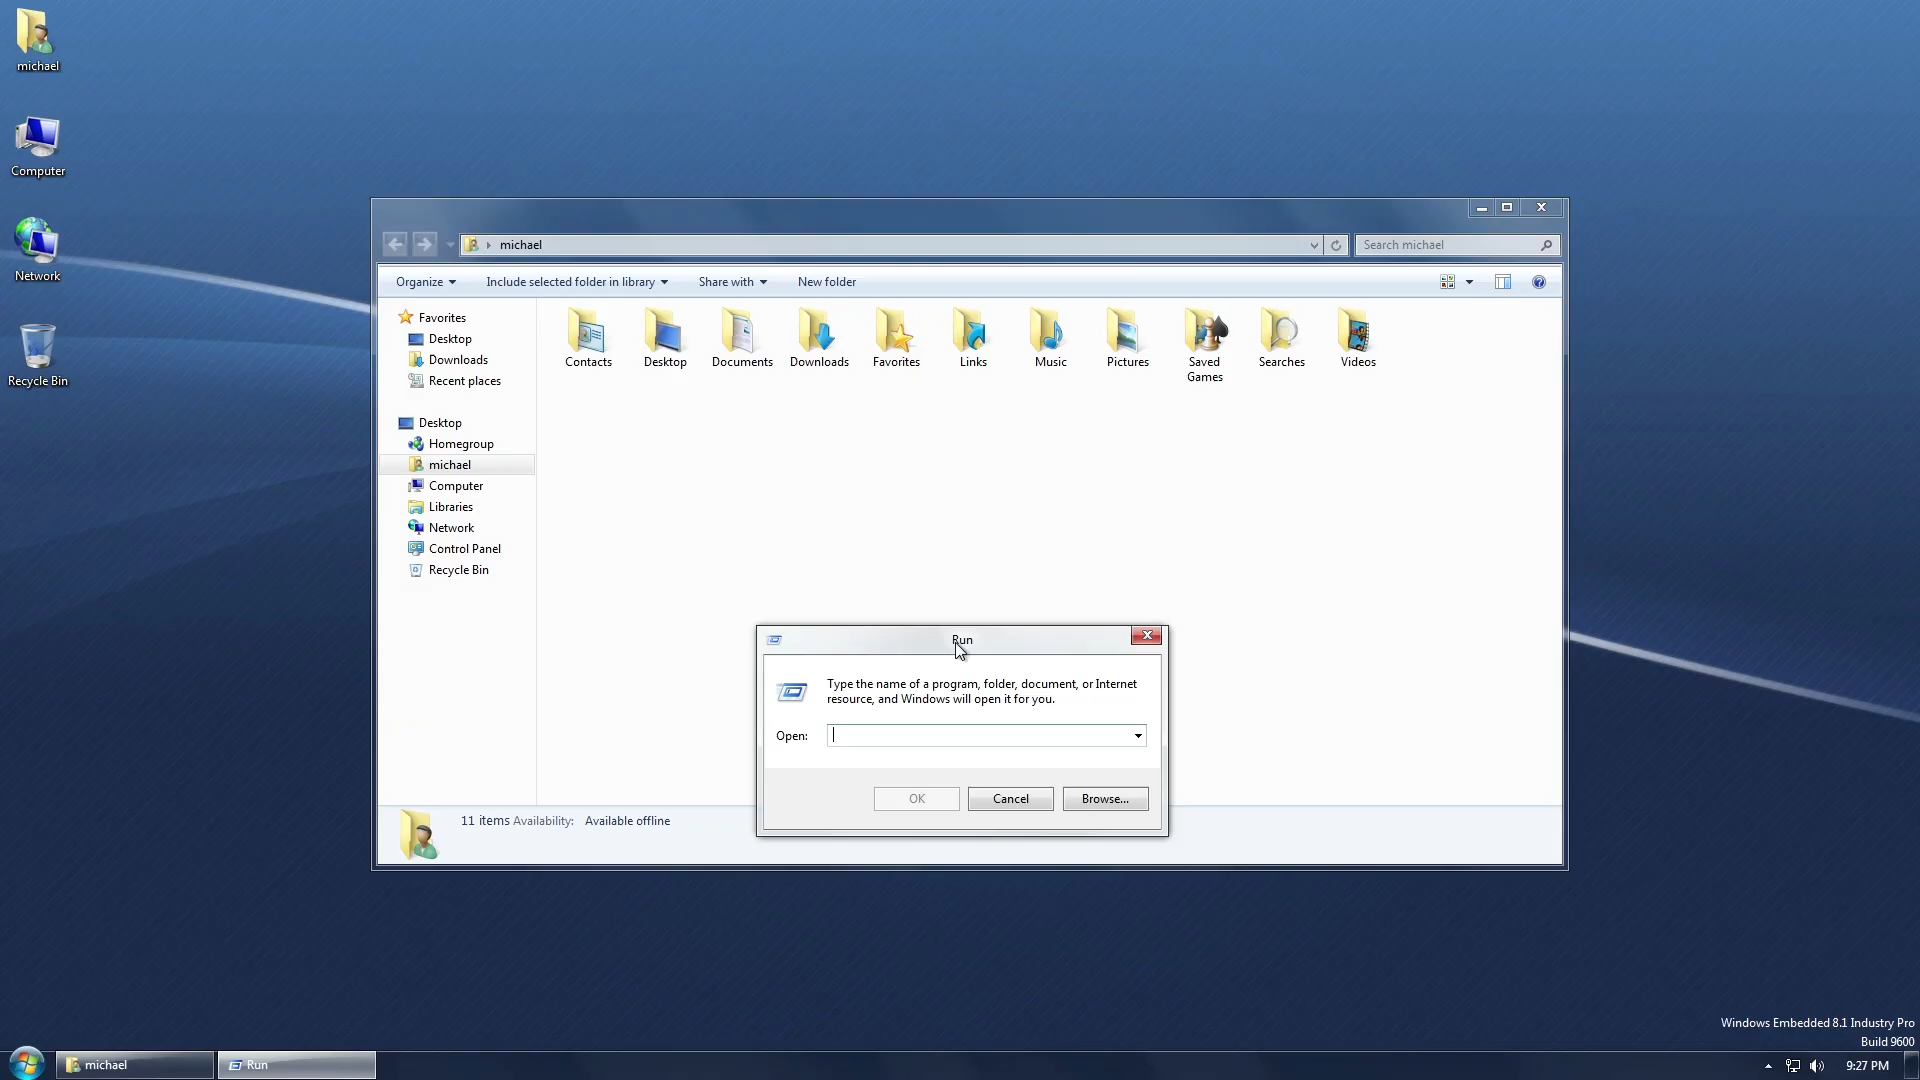 michael
Computer
Network
Recycle Bin
michael
Search michael
Organize
Include selected folder in library
Share with
New folder
Favorites
Desktop
Downloads
Recent places
Desktop
Homegroup
michael
Computer
Libraries
Network
Control Panel
Recycle Bin
Contacts
Desktop
Documents
Downloads
Favorites
Links
Music
Pictures
Saved
Games
Searches
Videos
Run
Type the name of a program, folder, document, or Internet
resource, and Windows will open it for you.
Open:
OK
Cancel
Browse...
11 items Availability: Available offline
Windows Embedded 8.1 Industry Pro
Build 9600
michael
Run
9:27 PM